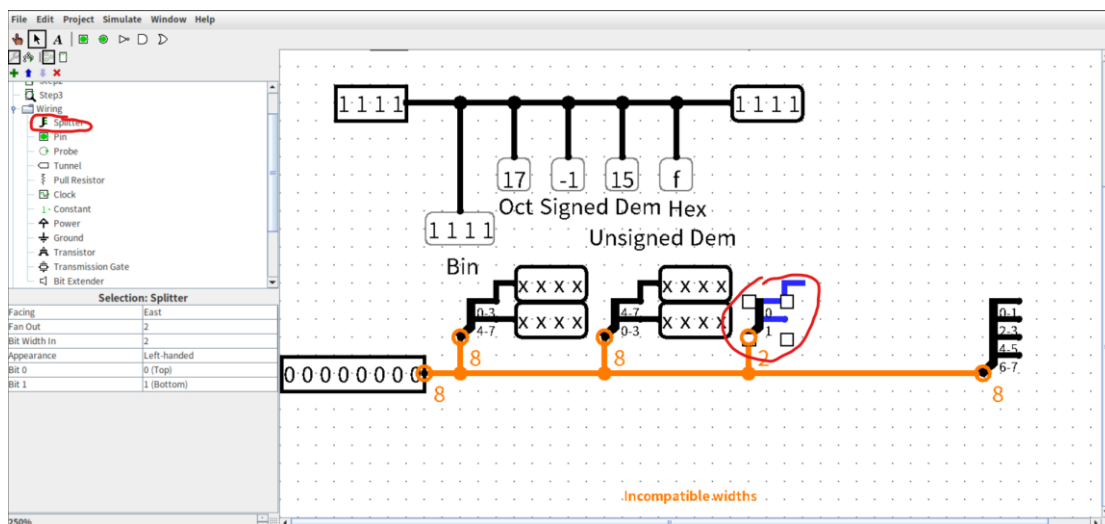 File Edit Project Simulate Window Help
A
Step2
Step3
Wiring
Splitter
Pin
Probe
Tunnel
Pull Resistor
Clock
1- Constant
Power
Ground
Transistor
Transmission Gate
Bit Extender
Selection: Splitter
Facing East
Fan Out 2
Bit Width In 2
Appearance Left-handed
Bit 0 0 (Top)
Bit 1 1 (Bottom)
250%
1 1 1 1
1 1 1 1
17 -1 15 f
Oct Signed Dem Hex
1 1 1 1
Unsigned Dem
Bin
x x x x
x x x x
0-3
4-7
8
x x x x
x x x x
4-7
0-3
8
0
1
2
0-1
2-3
4-5
6-7
8
0 0 0 0 0 0 0 0
8
Incompatible widths